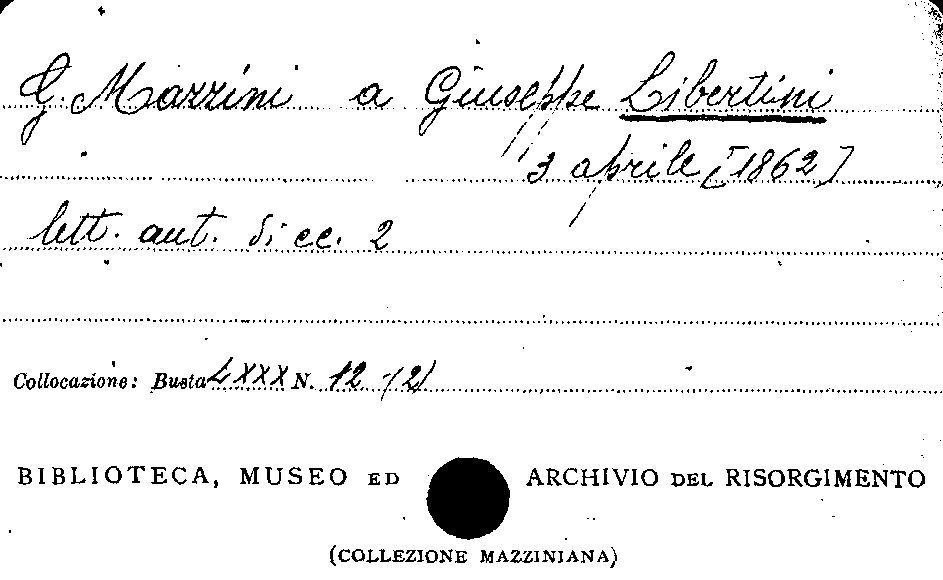 G. Mazzini a Giuseppe Libertini
3 aprile [1862]
lett. aut. di cc. 2
Collocazione: Busta LXXX N. 12 (2)
BIBLIOTECA, MUSEO ED ARCHIVIO DEL RISORGIMENTO
(COLLEZIONE MAZZINIANA)